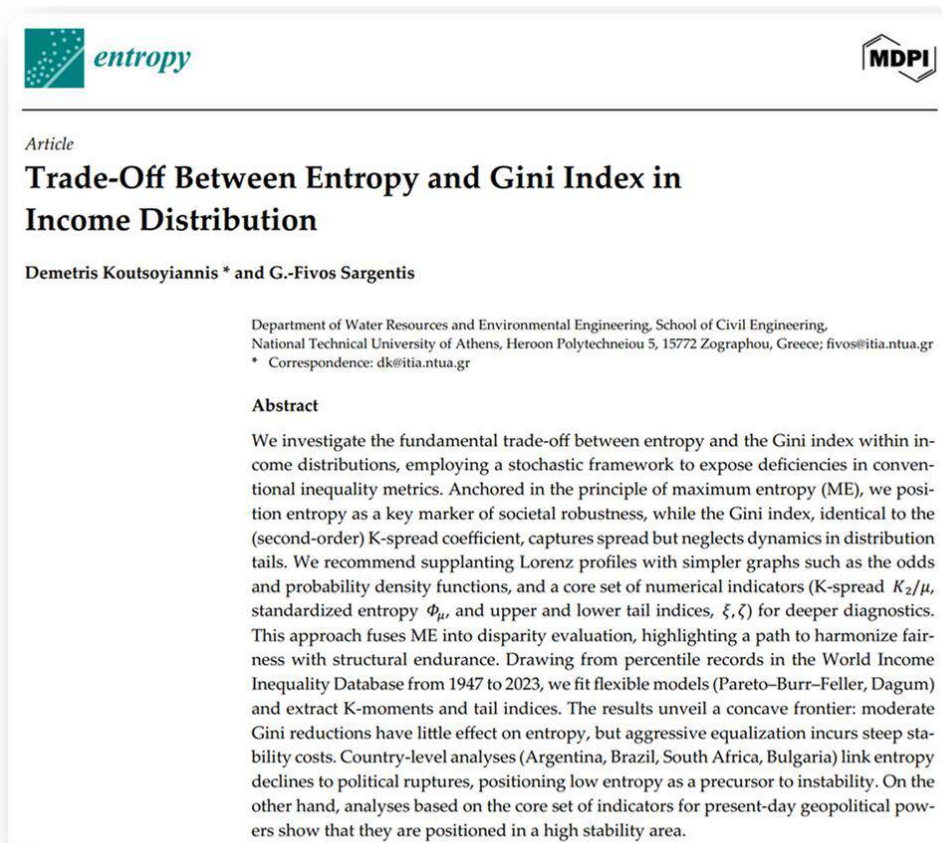 entropy
MDPI
Article
Trade-Off Between Entropy and Gini Index in
Income Distribution
Demetris Koutsoyiannis * and G.-Fivos Sargentis
Department of Water Resources and Environmental Engineering, School of Civil Engineering,
National Technical University of Athens, Heroon Polytechneiou 5, 15772 Zographou, Greece; fivos@itia.ntua.gr
* Correspondence: dk@itia.ntua.gr
Abstract
We investigate the fundamental trade-off between entropy and the Gini index within in-
come distributions, employing a stochastic framework to expose deficiencies in conven-
tional inequality metrics. Anchored in the principle of maximum entropy (ME), we posi-
tion entropy as a key marker of societal robustness, while the Gini index, identical to the
(second-order) K-spread coefficient, captures spread but neglects dynamics in distribution
tails. We recommend supplanting Lorenz profiles with simpler graphs such as the odds
and probability density functions, and a core set of numerical indicators (K-spread K₂/μ,
standardized entropy Φμ, and upper and lower tail indices, ξ,ζ) for deeper diagnostics.
This approach fuses ME into disparity evaluation, highlighting a path to harmonize fair-
ness with structural endurance. Drawing from percentile records in the World Income
Inequality Database from 1947 to 2023, we fit flexible models (Pareto–Burr–Feller, Dagum)
and extract K-moments and tail indices. The results unveil a concave frontier: moderate
Gini reductions have little effect on entropy, but aggressive equalization incurs steep sta-
bility costs. Country-level analyses (Argentina, Brazil, South Africa, Bulgaria) link entropy
declines to political ruptures, positioning low entropy as a precursor to instability. On the
other hand, analyses based on the core set of indicators for present-day geopolitical pow-
ers show that they are positioned in a high stability area.